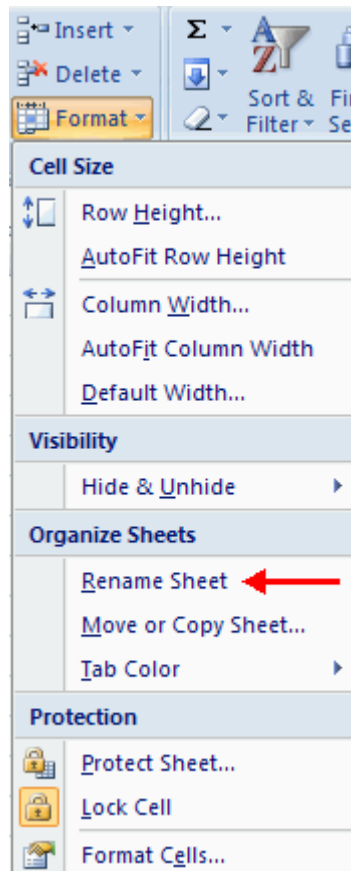 Insert
Σ
Delete
Format
A
Z
Sort &
Filter
Cell Size
Row Height...
AutoFit Row Height
Column Width...
AutoFit Column Width
Default Width...
Visibility
Hide & Unhide
Organize Sheets
Rename Sheet
Move or Copy Sheet...
Tab Color
Protection
Protect Sheet...
Lock Cell
Format Cells...